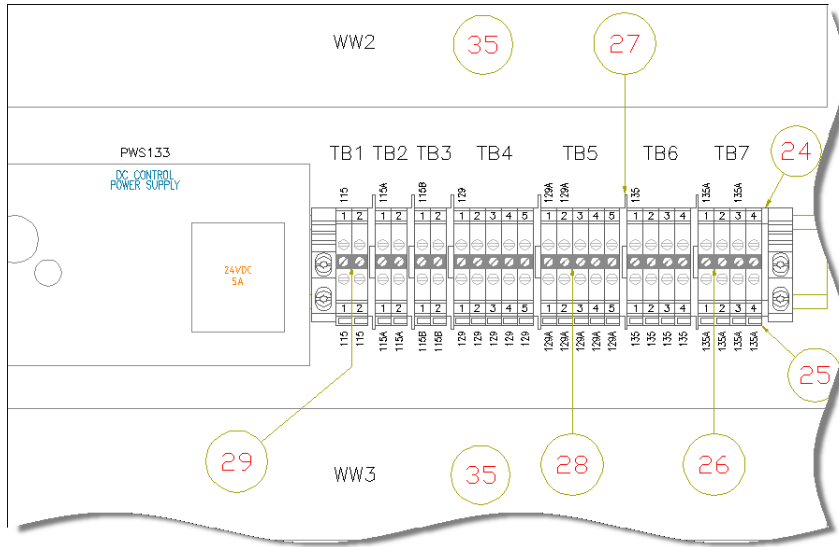 WW2
35
27
PWS133
TB1 TB2 TB3 TB4 TB5 TB6 TB7
24
DC CONTROL
POWER SUPPLY
115 115A 115B 129 129A 129A 135 135A 135A
1 2 1 2 1 2 1 2 3 4 5 1 2 3 4 5 1 2 3 4 1 2 3 4
24VDC
5A
1 2 1 2 1 2 1 2 3 4 5 1 2 3 4 5 1 2 3 4 1 2 3 4
115 115 115A 115A 115B 115B 129 129 129 129 129 129A 129A 129A 129A 129A 135 135 135 135 135A 135A 135A 135A
25
29
WW3
35
28
26